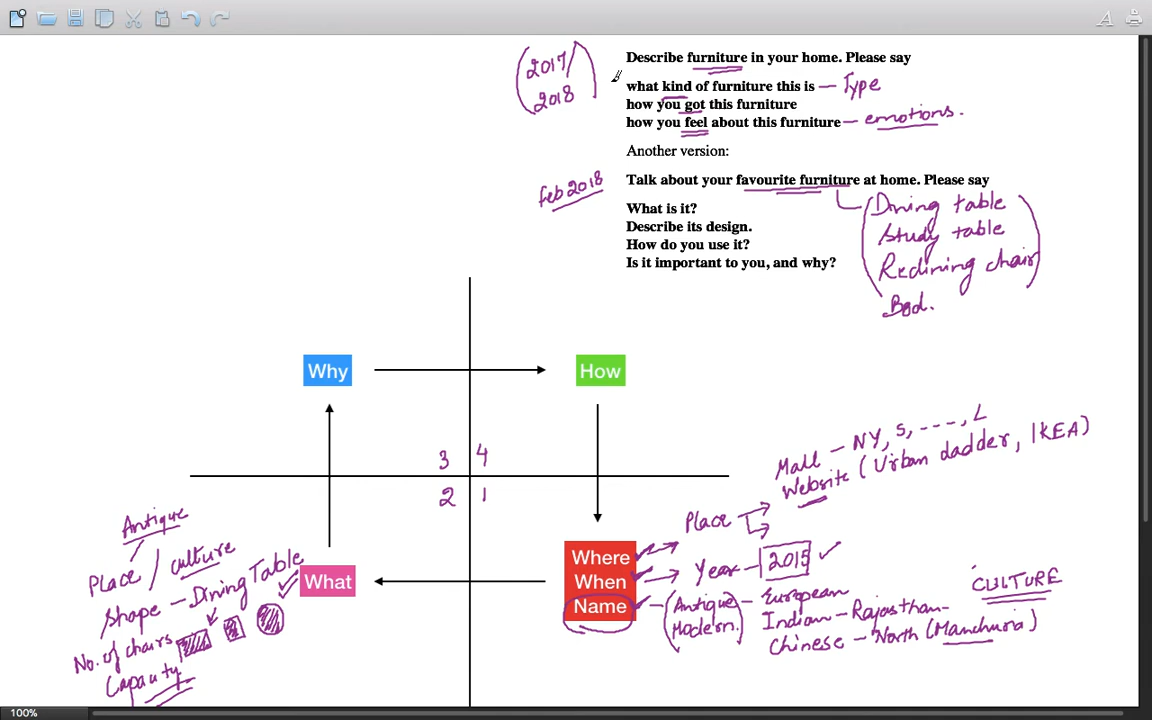 Describe furniture in your home. Please say
what kind of furniture this is — Type
how you got this furniture
how you feel about this furniture — emotions.
(2017/
2018)
Another version:
Feb 2018
Talk about your favourite furniture at home. Please say
What is it?
Describe its design.
How do you use it?
Is it important to you, and why?
Dining table
Study table
Reclining chair
Bed.
Why
How
3 4
2 1
Mall – NY, S, ----, L
Website (Urban dadder, IKEA)
Place
Where
When
Name
Year – 2015
(Antique – European
Modern.) Indian – Rajasthan
Chinese – North (Manchuria)
CULTURE
What
Antique
Place / culture
Shape – Dining Table
No. of chairs
Capacity
100%